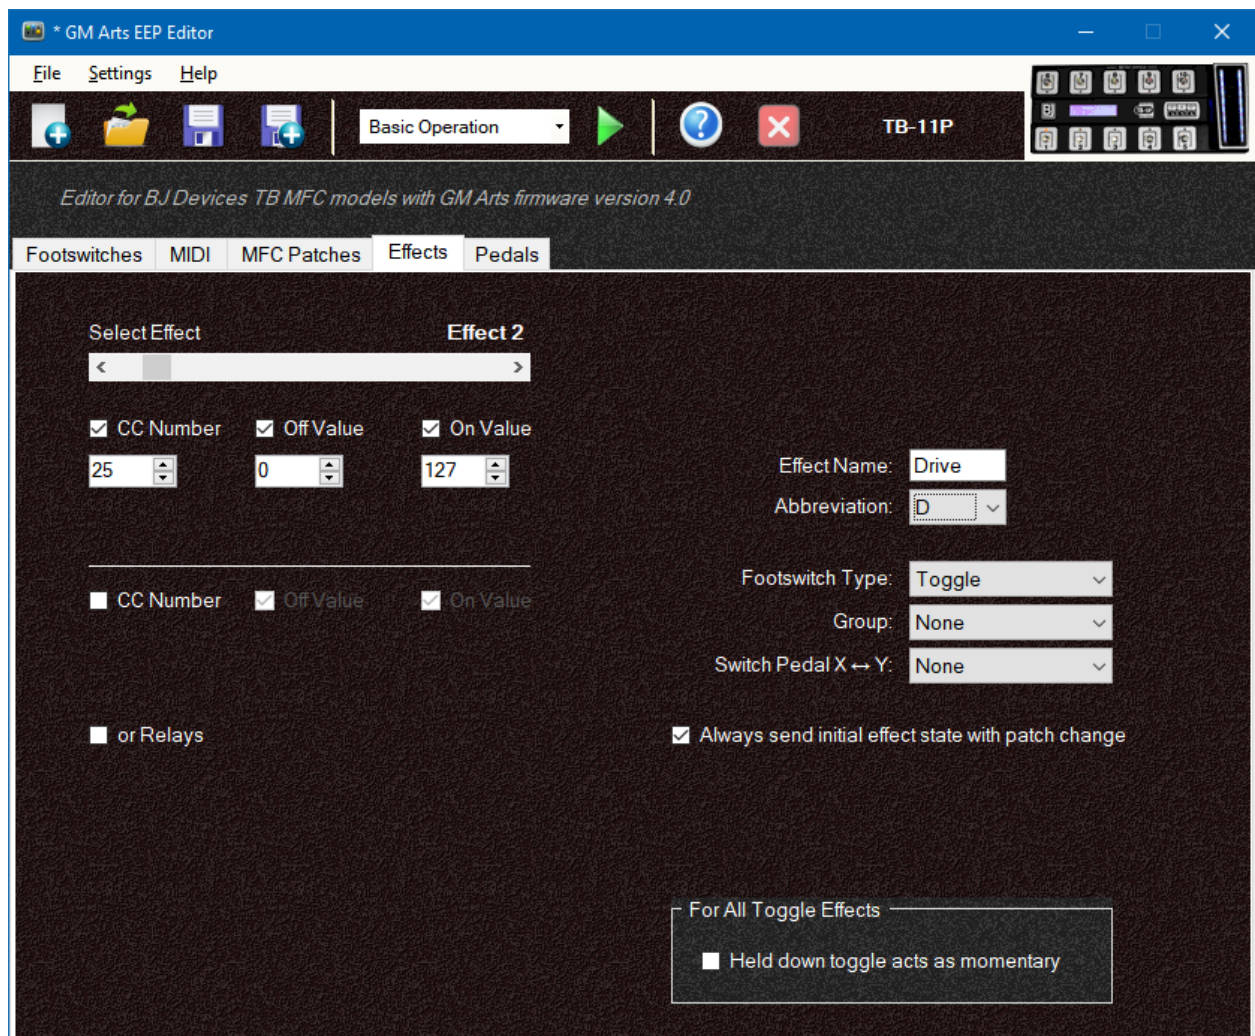 * GM Arts EEP Editor
File Settings Help
Basic Operation
TB-11P
Editor for BJ Devices TB MFC models with GM Arts firmware version 4.0
Footswitches MIDI MFC Patches Effects Pedals
Select Effect Effect 2
CC Number Off Value On Value
25 0 127
Effect Name: Drive
Abbreviation: D
Footswitch Type: Toggle
CC Number Off Value On Value
Group: None
Switch Pedal X ↔ Y: None
or Relays
Always send initial effect state with patch change
For All Toggle Effects
Held down toggle acts as momentary